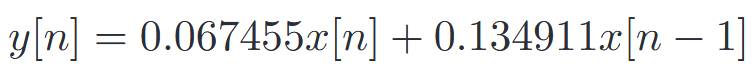 y[n] = 0.067455x[n] + 0.134911x[n − 1]